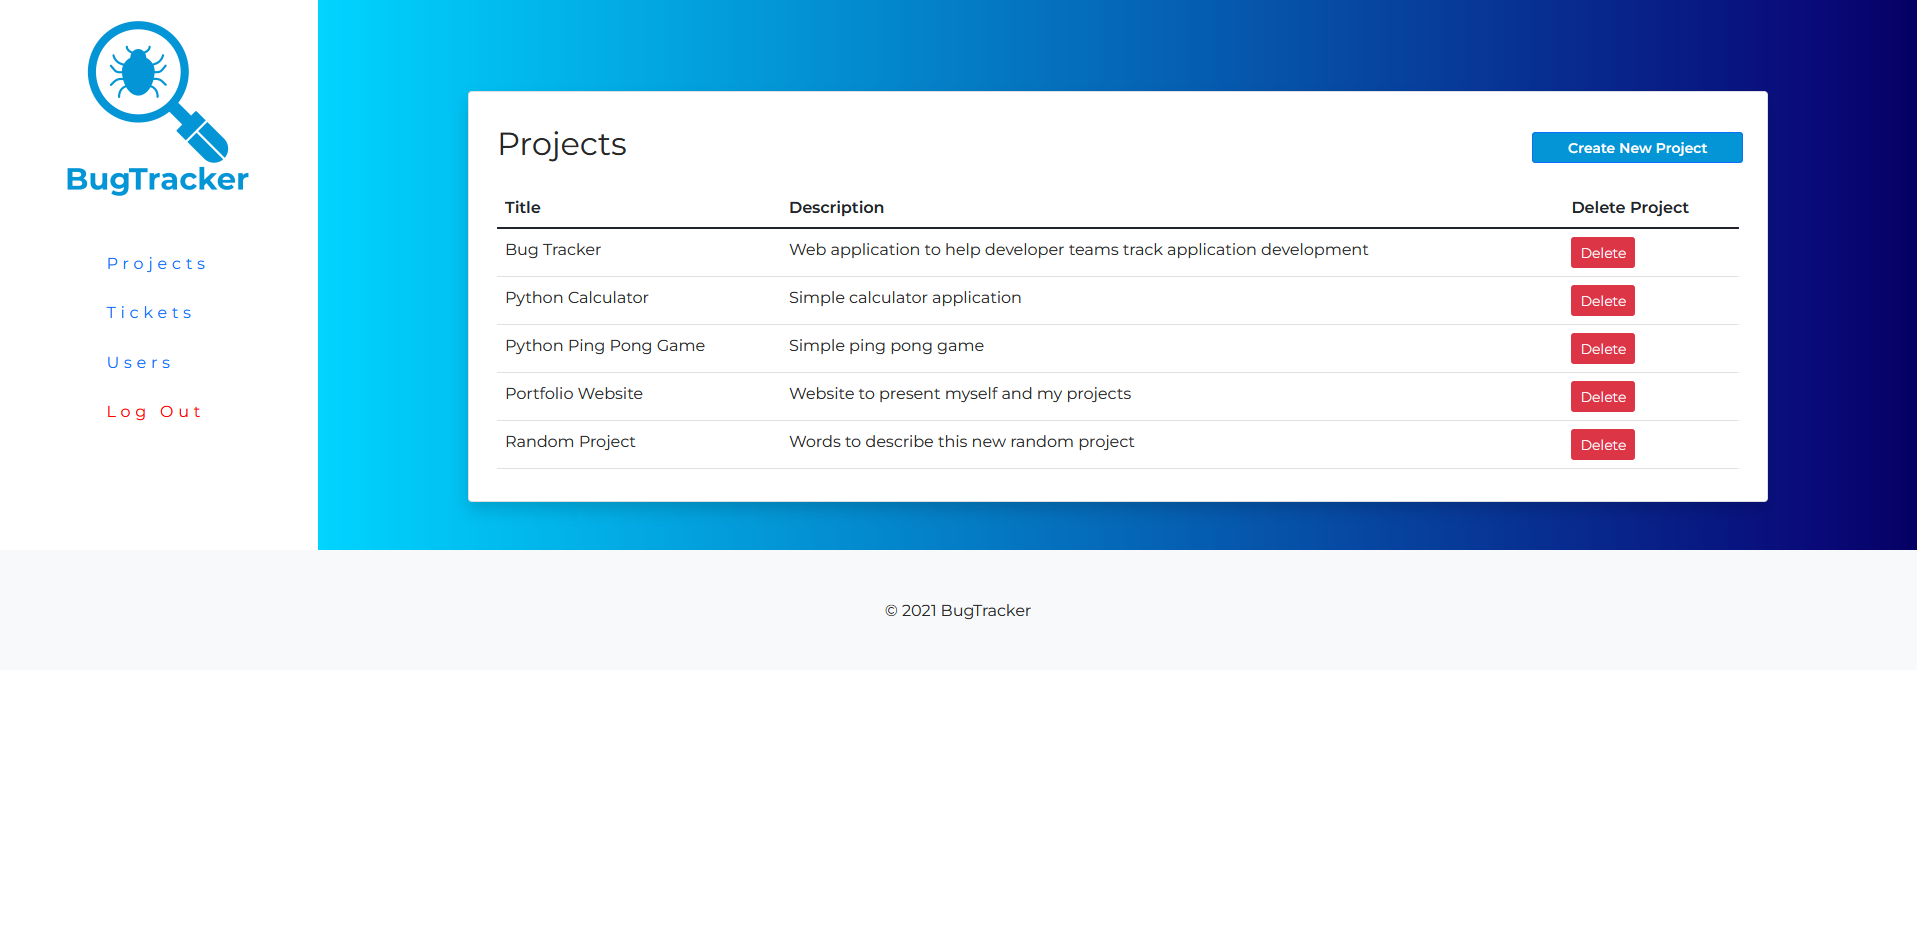 BugTracker
Projects
Tickets
Users
Log Out
Projects
Create New Project
Title Description Delete Project
Bug Tracker Web application to help developer teams track application development Delete
Python Calculator Simple calculator application Delete
Python Ping Pong Game Simple ping pong game Delete
Portfolio Website Website to present myself and my projects Delete
Random Project Words to describe this new random project Delete
© 2021 BugTracker